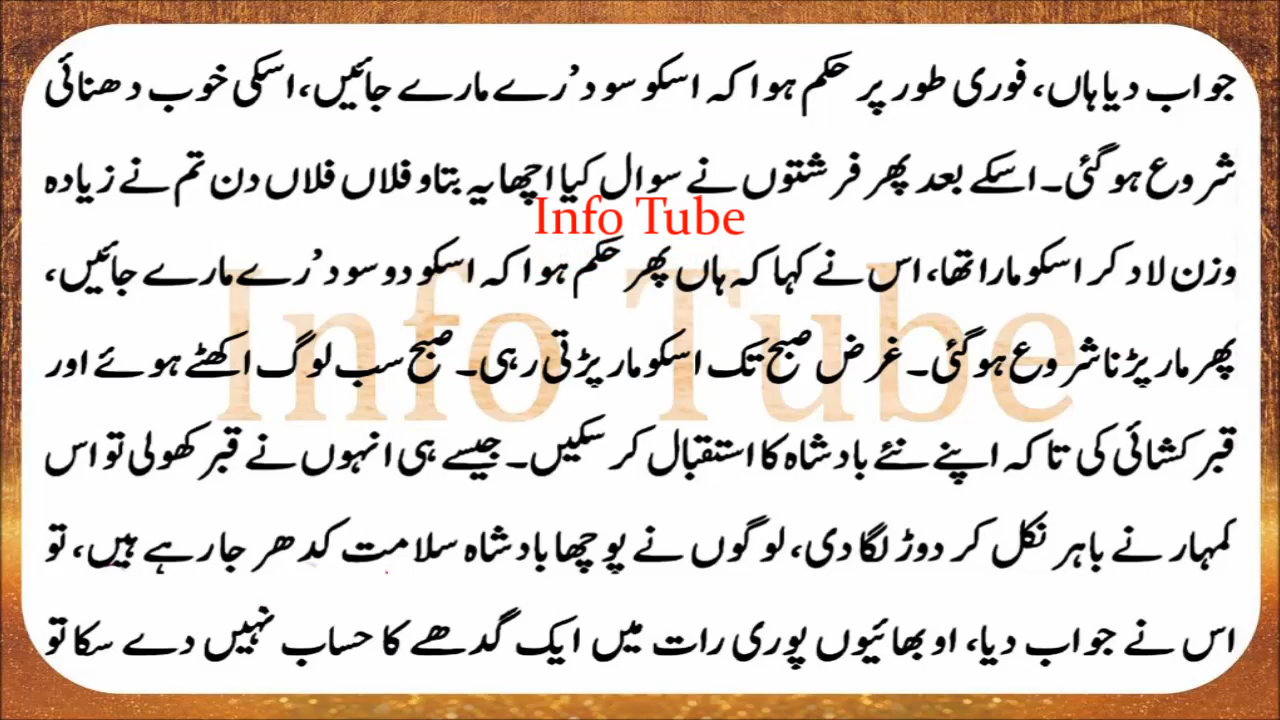 جواب دیا ہاں، فوری طور پر حکم ہوا کہ اسکو سو د'رے مارے جائیں، اسکی خوب دھنائی
شروع ہو گئی۔ اسکے بعد پھر فرشتوں نے سوال کیا اچھا یہ بتاو فلاں فلاں دن تم نے زیادہ
Info Tube
وزن لاد کر اسکو مارا تھا، اس نے کہا کہ ہاں پھر حکم ہوا کہ اسکو دو سو د'رے مارے جائیں،
پھر مار پڑنا شروع ہو گئی۔ غرض صبح تک اسکو مار پڑتی رہی۔ صبح سب لوگ اکھٹے ہوئے اور
Info Tube
قبر کشائی کی تا کہ اپنے نئے بادشاہ کا استقبال کر سکیں۔ جیسے ہی انہوں نے قبر کھولی تو اس
کمہار نے باہر نکل کر دوڑ لگا دی، لوگوں نے پوچھا بادشاہ سلامت کدھر جا رہے ہیں، تو
اس نے جواب دیا، او بھائیوں پوری رات میں ایک گدھے کا حساب نہیں دے سکا تو